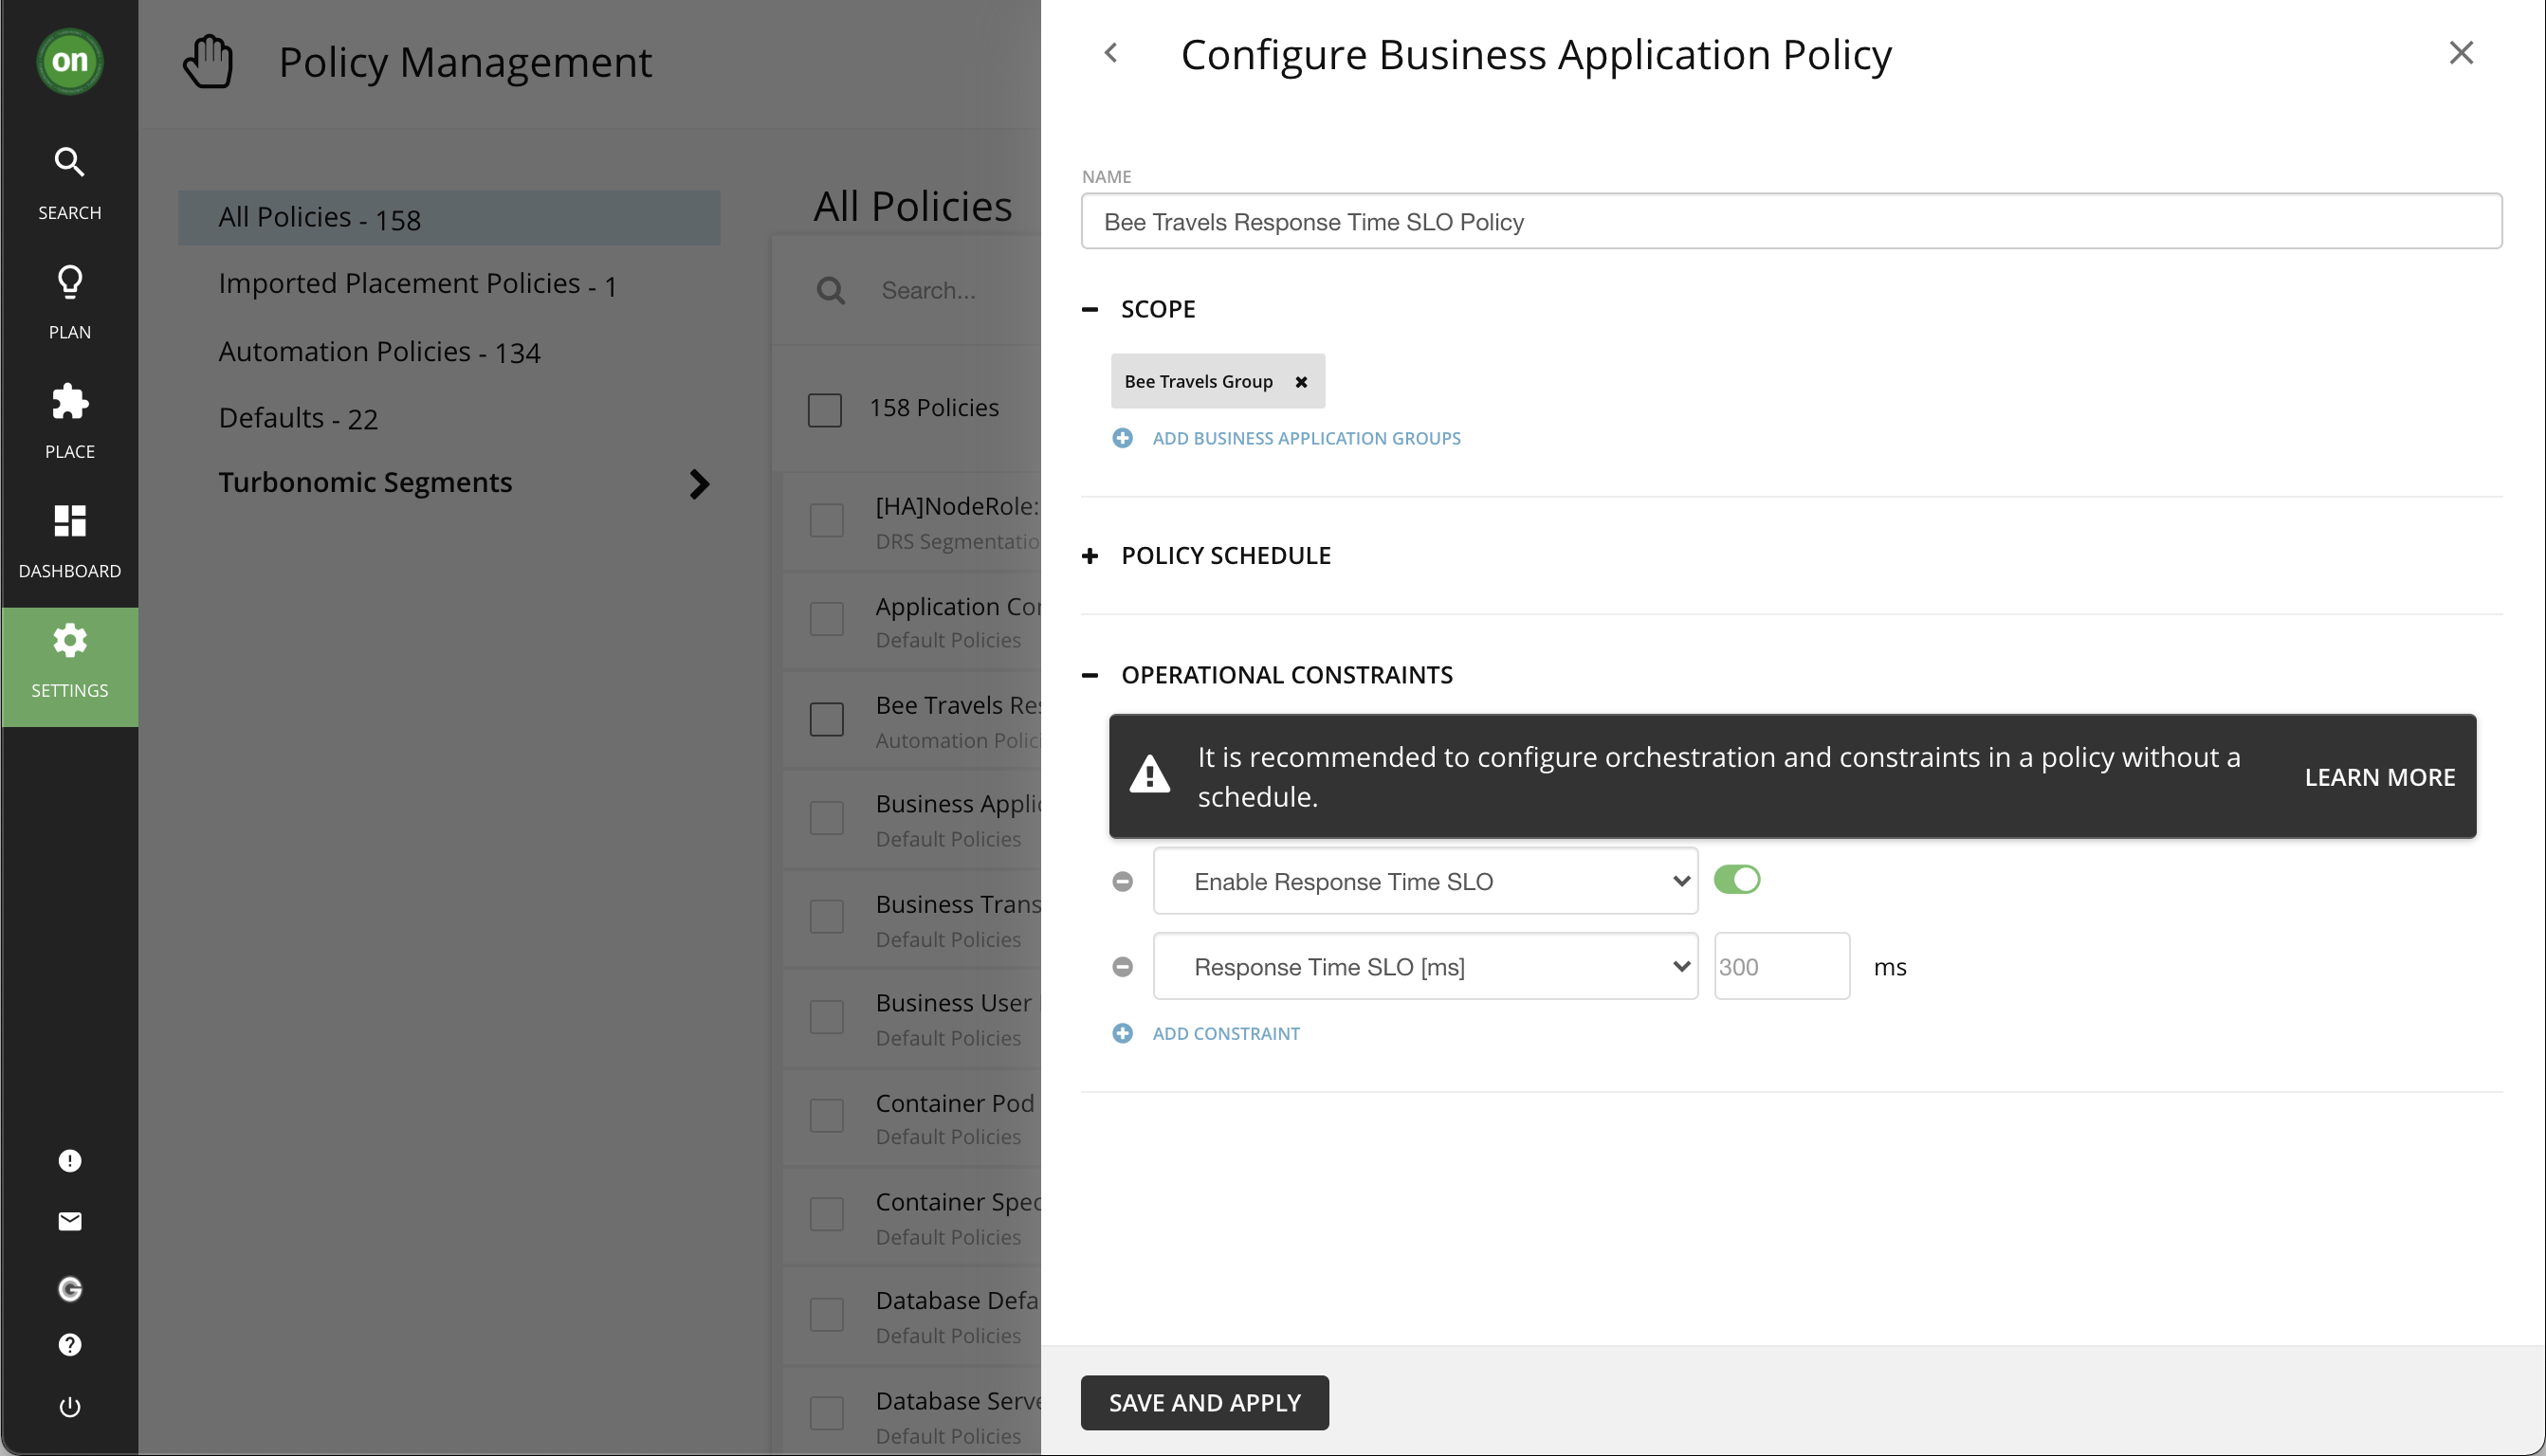 on
SEARCH
PLAN
PLACE
DASHBOARD
SETTINGS
Policy Management
All Policies - 158
Imported Placement Policies - 1
Automation Policies - 134
Defaults - 22
Turbonomic Segments
All Policies
Search...
158 Policies
[HA]NodeRole:
DRS Segmentatio
Application Co
Default Policies
Bee Travels Re
Automation Polic
Business Applic
Default Policies
Business Trans
Default Policies
Business User
Default Policies
Container Pod
Default Policies
Container Spec
Default Policies
Database Defa
Default Policies
Database Serve
Default Policies
Configure Business Application Policy
NAME
Bee Travels Response Time SLO Policy
SCOPE
Bee Travels Group
ADD BUSINESS APPLICATION GROUPS
POLICY SCHEDULE
OPERATIONAL CONSTRAINTS
It is recommended to configure orchestration and constraints in a policy without a
schedule.
LEARN MORE
Enable Response Time SLO
Response Time SLO [ms]
300
ms
ADD CONSTRAINT
SAVE AND APPLY